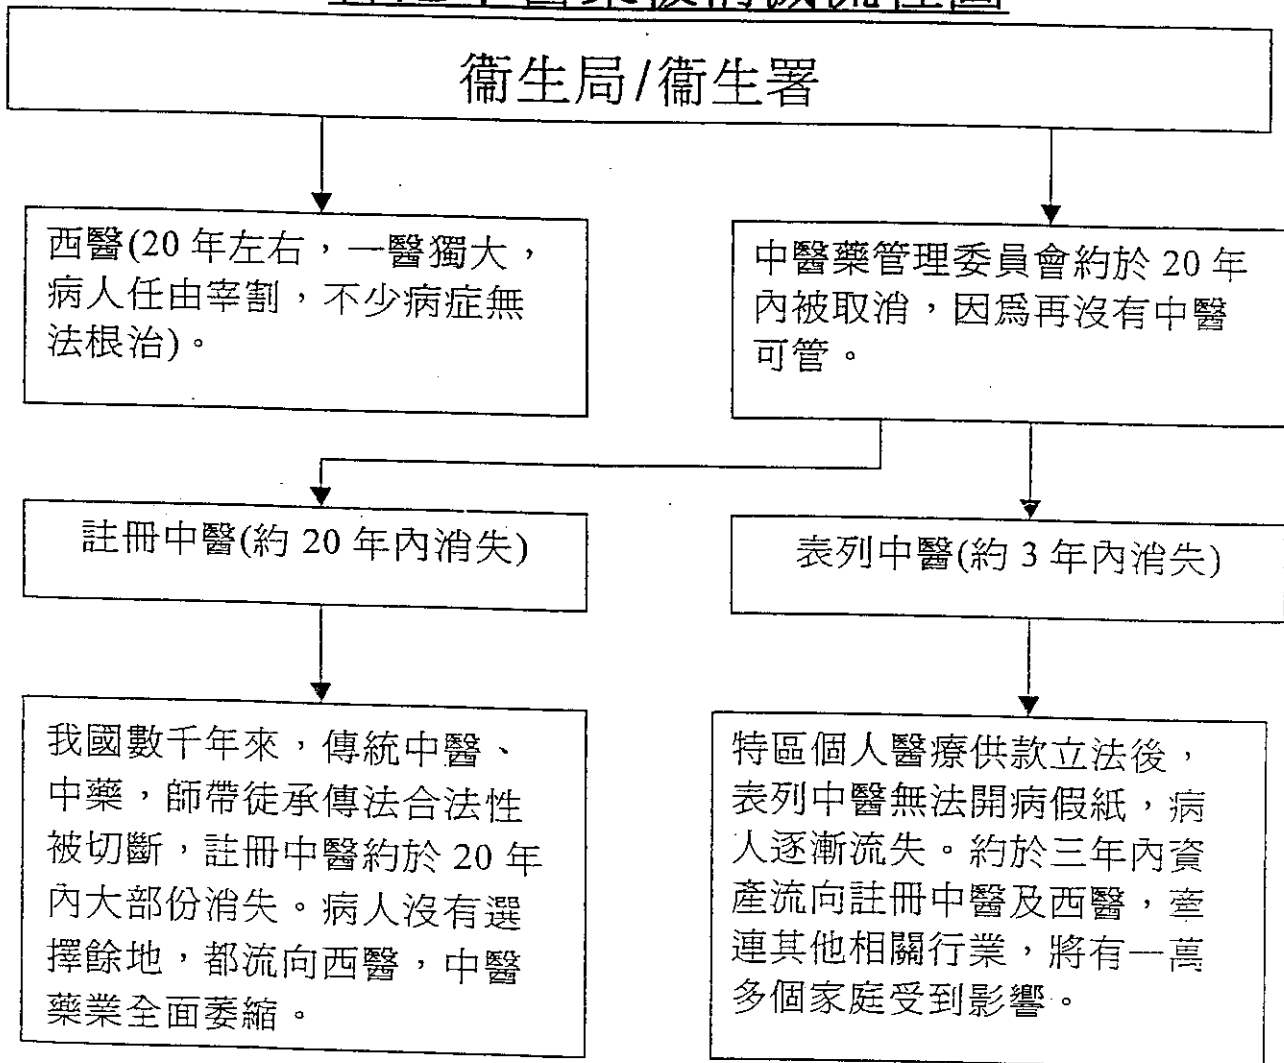 衞生局/衞生署
西醫(20 年左右，一醫獨大，
病人任由宰割，不少病症無
法根治)。
中醫藥管理委員會約於 20 年
內被取消，因爲再沒有中醫
可管。
註冊中醫(約 20 年內消失)
表列中醫(約 3 年內消失)
我國數千年來，傳統中醫、
中藥，師帶徒承傳法合法性
被切斷，註冊中醫約於 20 年
內大部份消失。病人沒有選
擇餘地，都流向西醫，中醫
藥業全面萎縮。
特區個人醫療供款立法後，
表列中醫無法開病假紙，病
人逐漸流失。約於三年內資
產流向註冊中醫及西醫，牽
連其他相關行業，將有一萬
多個家庭受到影響。